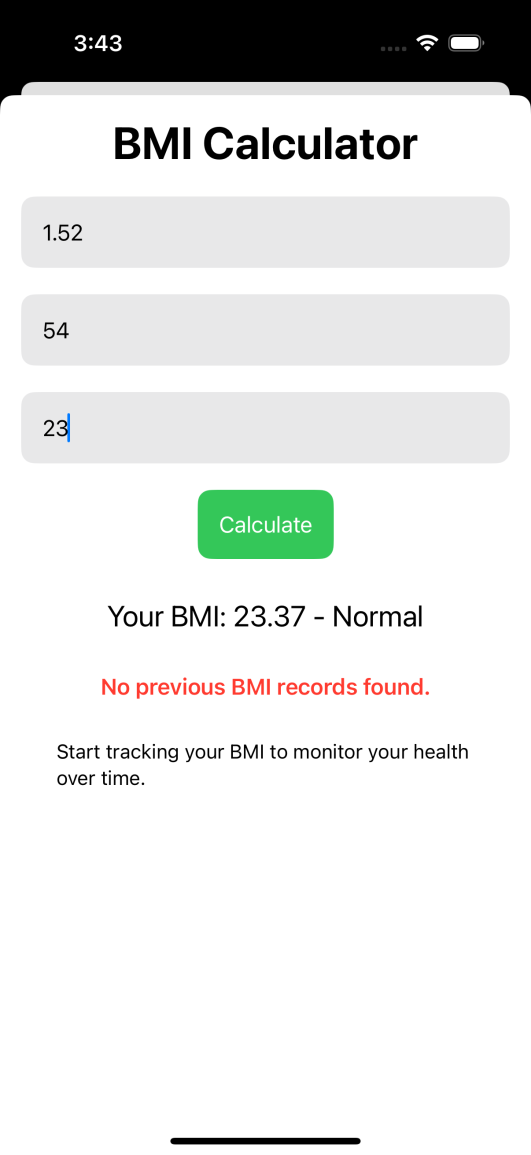 3:43
BMI Calculator
1.52
54
23
Calculate
Your BMI: 23.37 - Normal
No previous BMI records found.
Start tracking your BMI to monitor your health
over time.